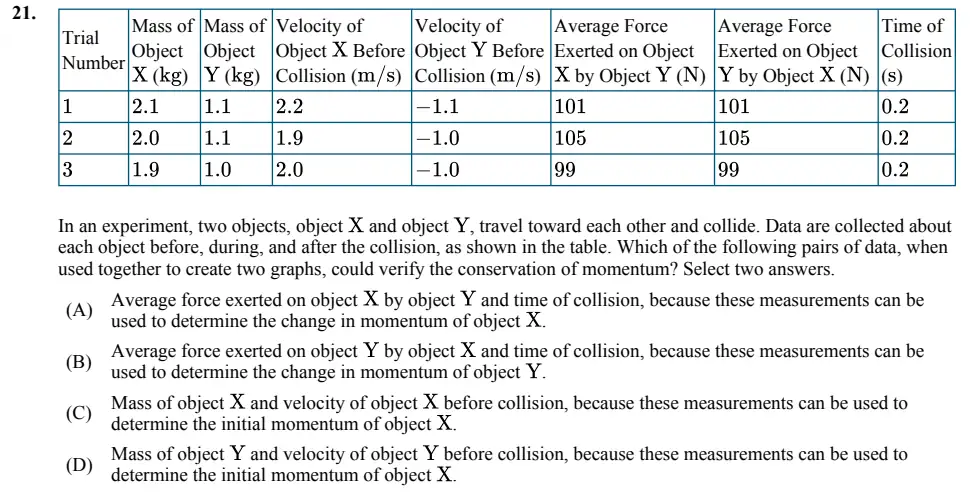 21.
Trial Number | Mass of Object X (kg) | Mass of Object Y (kg) | Velocity of Object X Before Collision (m/s) | Velocity of Object Y Before Collision (m/s) | Average Force Exerted on Object X by Object Y (N) | Average Force Exerted on Object Y by Object X (N) | Time of Collision (s)
1 | 2.1 | 1.1 | 2.2 | −1.1 | 101 | 101 | 0.2
2 | 2.0 | 1.1 | 1.9 | −1.0 | 105 | 105 | 0.2
3 | 1.9 | 1.0 | 2.0 | −1.0 | 99 | 99 | 0.2
In an experiment, two objects, object X and object Y, travel toward each other and collide. Data are collected about
each object before, during, and after the collision, as shown in the table. Which of the following pairs of data, when
used together to create two graphs, could verify the conservation of momentum? Select two answers.
(A) Average force exerted on object X by object Y and time of collision, because these measurements can be
used to determine the change in momentum of object X.
(B) Average force exerted on object Y by object X and time of collision, because these measurements can be
used to determine the change in momentum of object Y.
(C) Mass of object X and velocity of object X before collision, because these measurements can be used to
determine the initial momentum of object X.
(D) Mass of object Y and velocity of object Y before collision, because these measurements can be used to
determine the initial momentum of object X.